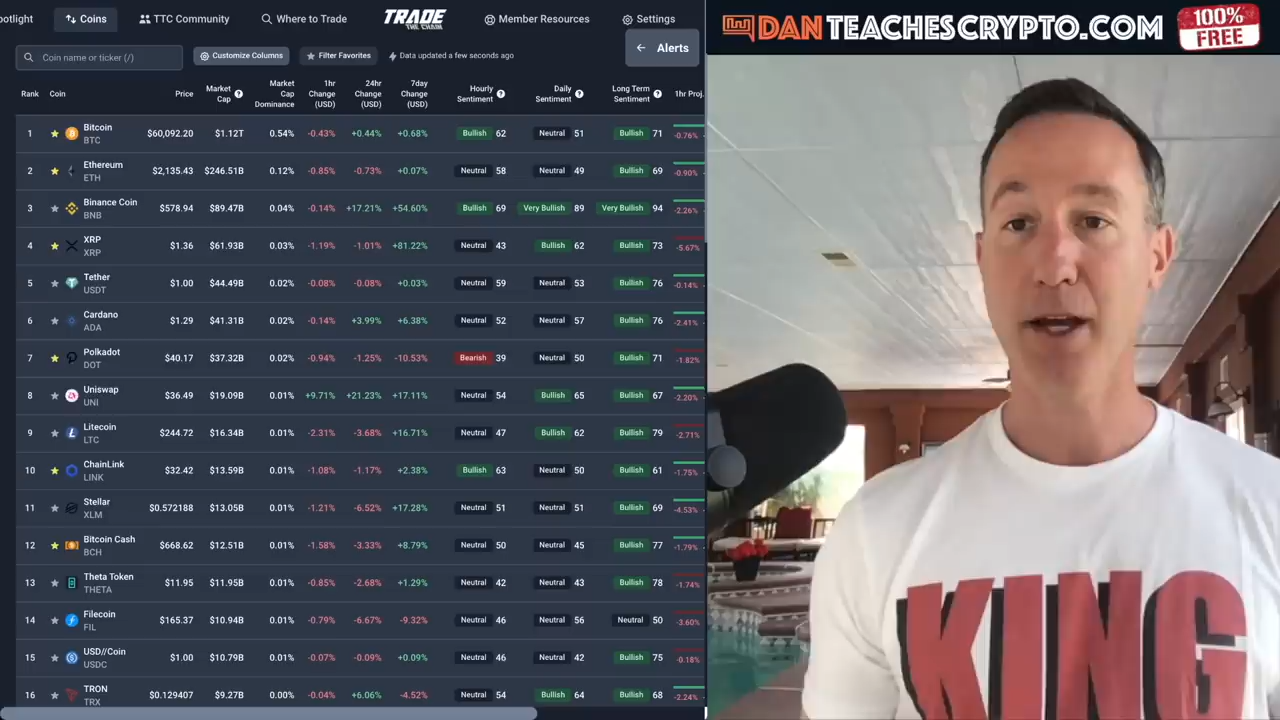 otlight Coins TTC Community Where to Trade TRADE THE CHAIN Member Resources Settings
Coin name or ticker (/) Customize Columns Filter Favorites Data updated a few seconds ago Alerts
Rank Coin Price Market Cap ? Market Cap Dominance 1hr Change (USD) 24hr Change (USD) 7day Change (USD) Hourly Sentiment ? Daily Sentiment ? Long Term Sentiment ? 1hr Proj.
1 Bitcoin BTC $60,092.20 $1.12T 0.54% -0.43% +0.44% +0.68% Bullish 62 Neutral 51 Bullish 71 -0.76%
2 Ethereum ETH $2,135.43 $246.51B 0.12% -0.85% -0.73% +0.07% Neutral 58 Neutral 49 Bullish 69 -0.90%
3 Binance Coin BNB $578.94 $89.47B 0.04% -0.14% +17.21% +54.60% Bullish 69 Very Bullish 89 Very Bullish 94 -2.26%
4 XRP XRP $1.36 $61.93B 0.03% -1.19% -1.01% +81.22% Neutral 43 Bullish 62 Bullish 73 -5.67%
5 Tether USDT $1.00 $44.49B 0.02% -0.08% -0.08% +0.03% Neutral 59 Neutral 53 Bullish 76 -0.14%
6 Cardano ADA $1.29 $41.31B 0.02% -0.14% +3.99% +6.38% Neutral 52 Neutral 57 Bullish 76 -2.41%
7 Polkadot DOT $40.17 $37.32B 0.02% -0.94% -1.25% -10.53% Bearish 39 Neutral 50 Bullish 71 -1.82%
8 Uniswap UNI $36.49 $19.09B 0.01% +9.71% +21.23% +17.11% Neutral 54 Bullish 65 Bullish 67 -2.20%
9 Litecoin LTC $244.72 $16.34B 0.01% -2.31% -3.68% +16.71% Neutral 47 Bullish 62 Bullish 79 -2.71%
10 ChainLink LINK $32.42 $13.59B 0.01% -1.08% -1.17% +2.38% Bullish 63 Neutral 50 Bullish 61 -1.75%
11 Stellar XLM $0.572188 $13.05B 0.01% -1.21% -6.52% +17.28% Neutral 51 Neutral 51 Bullish 69 -4.53%
12 Bitcoin Cash BCH $668.62 $12.51B 0.01% -1.58% -3.33% +8.79% Neutral 50 Neutral 45 Bullish 77 -1.79%
Theta Token THETA $11.95 $11.95B 0.01% -0.85% -2.68% +1.29% Neutral 42 Neutral 43 Bullish 78 -1.74%
Filecoin FIL $165.37 $10.94B 0.01% -0.79% -6.67% -9.32% Neutral 46 Neutral 56 Neutral 50 -3.60%
15 USD//Coin USDC $1.00 $10.79B 0.01% -0.07% -0.09% +0.09% Neutral 46 Neutral 42 Bullish 75 -0.18%
16 TRON TRX $0.129407 $9.27B 0.00% -0.04% +6.06% -4.52% Neutral 54 Bullish 64 Bullish 68 -2.24%
DANTEACHESCRYPTO.COM
100% FREE
KING